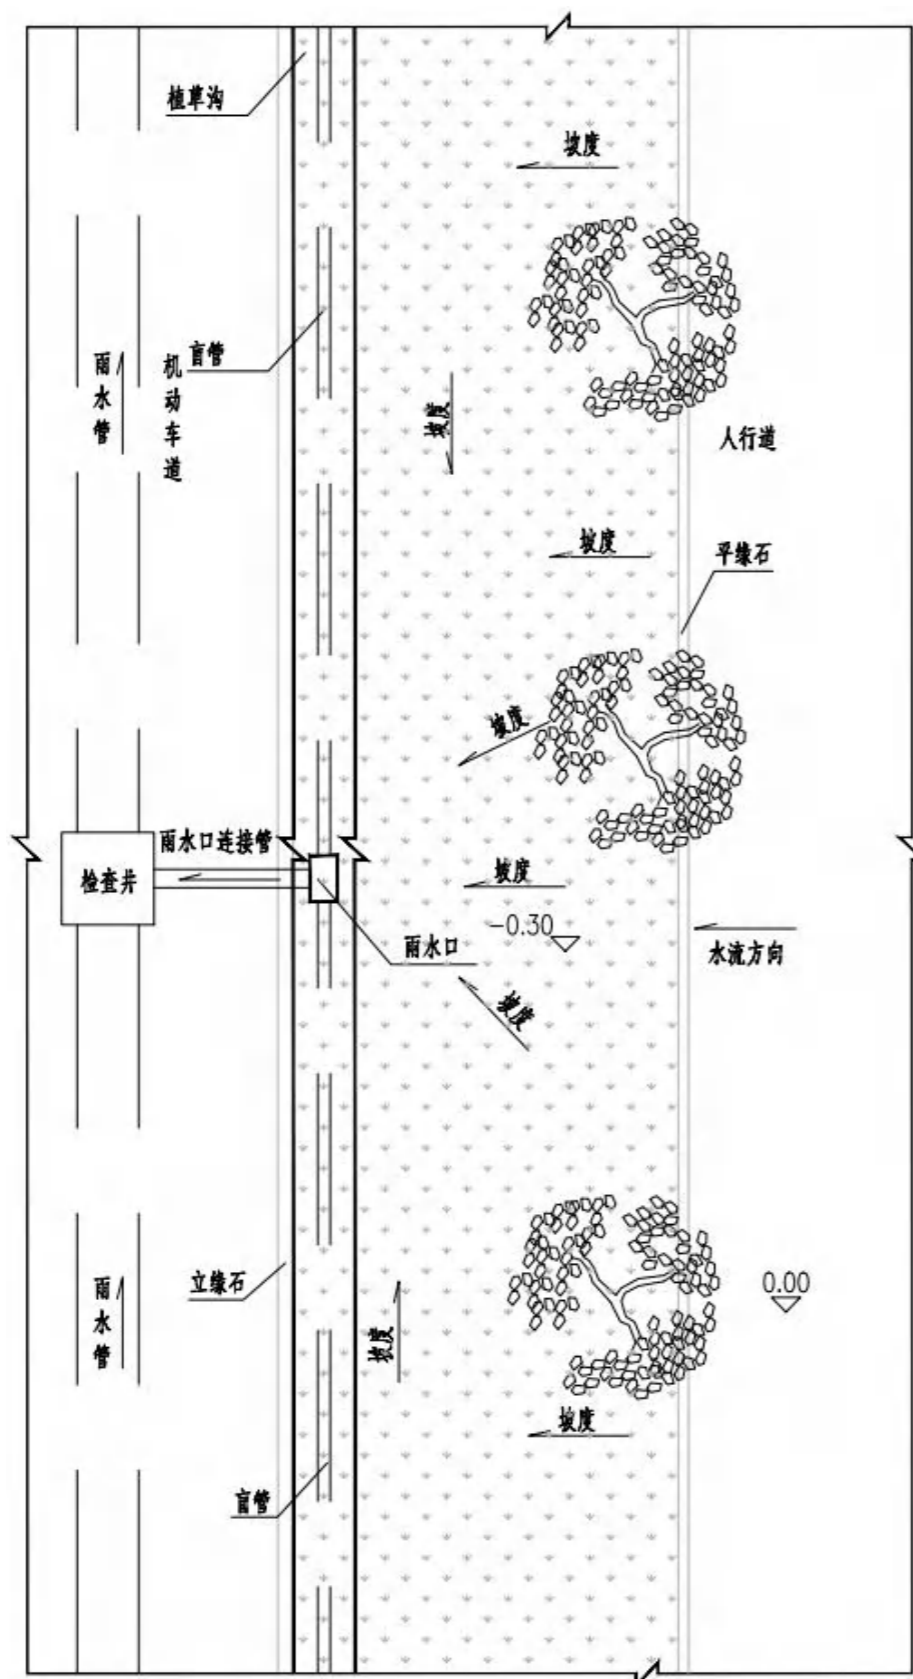 植草沟
坡度
盲管
雨水管
机动车道
坡度
人行道
坡度
平缘石
坡度
雨水口连接管
检查井
坡度
-0.30
雨水口
水流方向
坡度
立缘石
0.00
雨水管
坡度
坡度
盲管